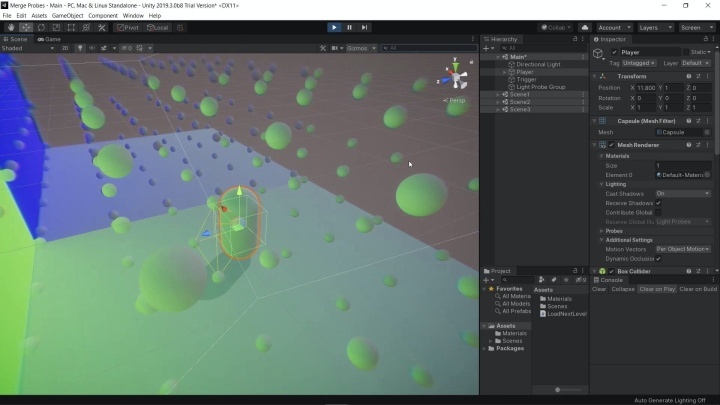 Merge Probes - Main - PC, Mac & Linux Standalone - Unity 2019.3.0b8 Trial Version* <DX11>
File Edit Assets GameObject Component Window Help
Pivot Local Collab Account Layers Screen
Scene Game
Shaded 2D Gizmos All
Persp
Hierarchy
All
Main*
Directional Light
Player
Trigger
Light Probe Group
Scene1
Scene2
Scene3
Project
Favorites
All Materia
All Models
All Prefabs
Assets
Materials
Scenes
Packages
Assets
Materials
Scenes
LoadNextLevel
Inspector
Player Static
Tag Untagged Layer Default
Transform
Position X 11.800 Y 1 Z 0
Rotation X 0 Y 0 Z 0
Scale X 1 Y 1 Z 1
Capsule (Mesh Filter)
Mesh Capsule
Mesh Renderer
Materials
Size 1
Element 0 Default-Materia
Lighting
Cast Shadows On
Receive Shadows
Contribute Global
Receive Global Illu Light Probes
Probes
Additional Settings
Motion Vectors Per Object Motion
Dynamic Occlusio
Box Collider
Console
Clear Collapse Clear on Play Clear on Build
Auto Generate Lighting Off